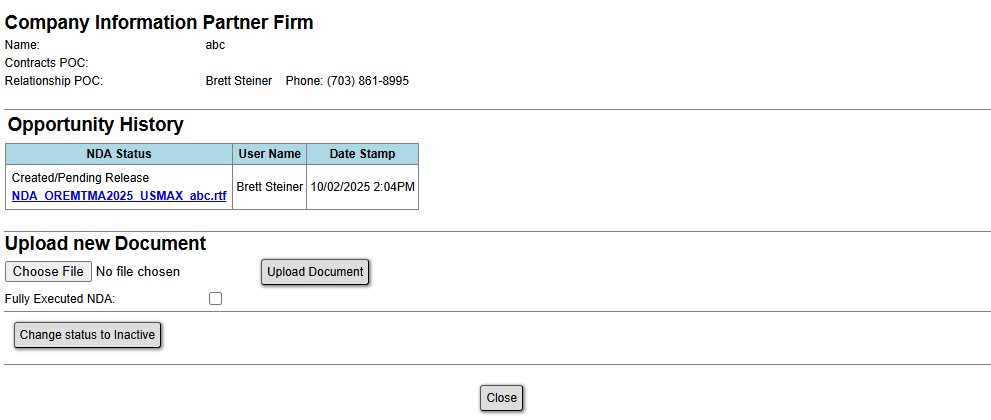 Company Information Partner Firm
Name: abc
Contracts POC:
Relationship POC: Brett Steiner Phone: (703) 861-8995
Opportunity History
NDA Status User Name Date Stamp
Created/Pending Release
NDA_OREMTMA2025_USMAX_abc.rtf Brett Steiner 10/02/2025 2:04PM
Upload new Document
Choose File No file chosen Upload Document
Fully Executed NDA:
Change status to Inactive
Close